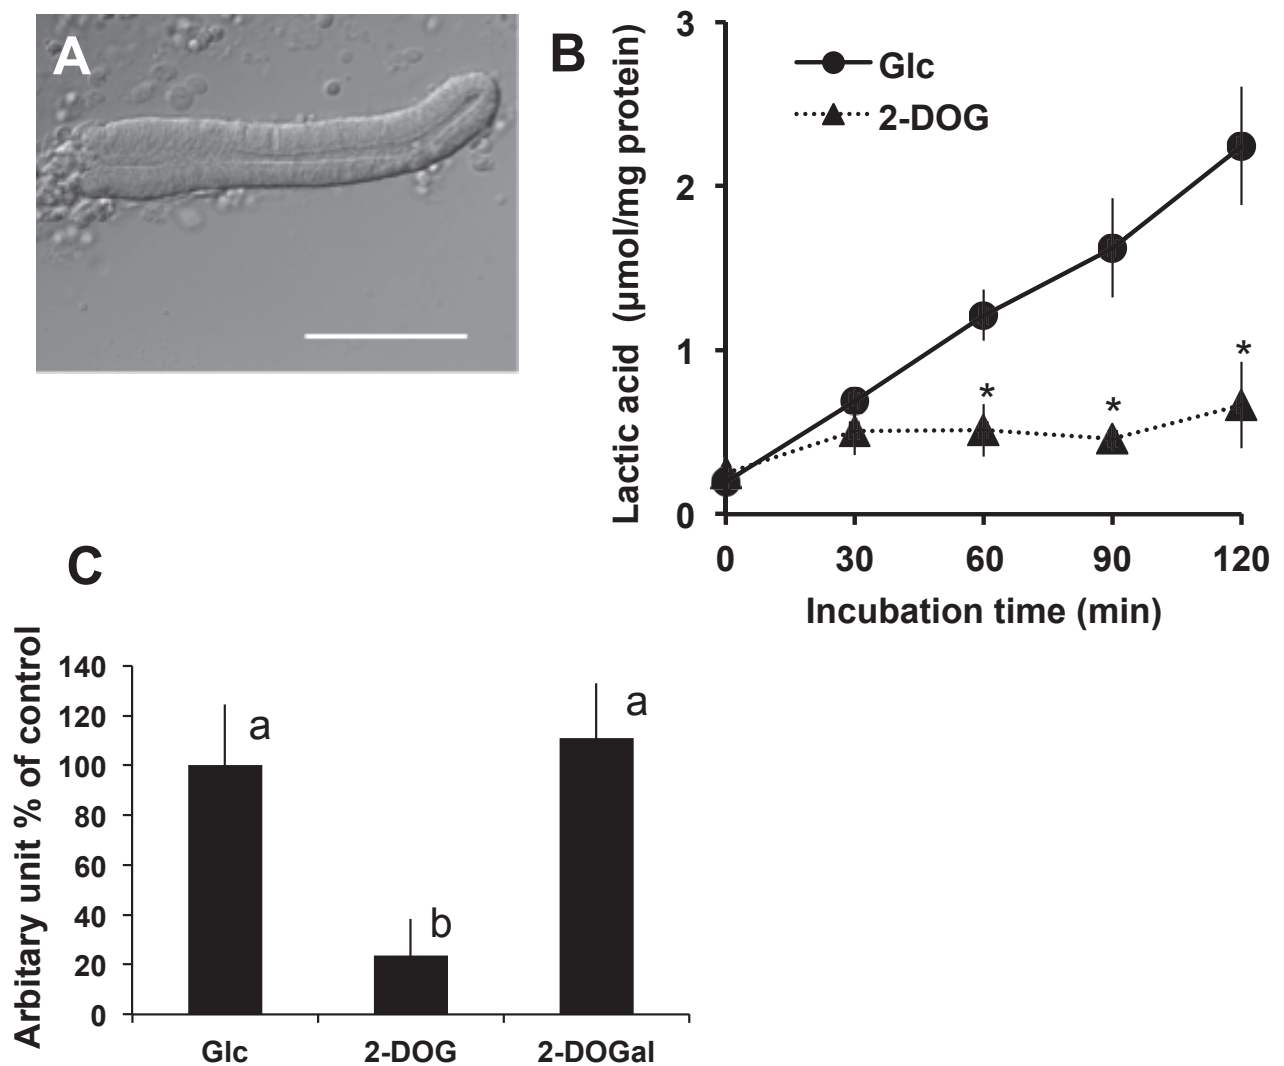 A
B
Lactic acid (μmol/mg protein)
3
2
1
0
Glc
2-DOG
*
*
*
0 30 60 90 120
Incubation time (min)
C
Arbitary unit % of control
140
120
100
80
60
40
20
0
a
b
a
Glc 2-DOG 2-DOGal